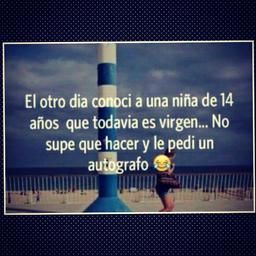 El otro dia conoci a una niña de 14
años que todavia es virgen... No
supe que hacer y le pedi un
autografo 😂